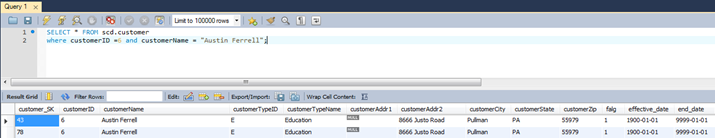 Query 1
Limit to 100000 rows
1 SELECT * FROM scd.customer
2 where customerID =6 and customerName = "Austin Ferrell";
Result Grid Filter Rows: Edit: Export/Import: Wrap Cell Content:
customer_SK customerID customerName customerTypeID customerTypeName customerAddr1 customerAddr2 customerCity customerState customerZip falg effective_date end_date
43 6 Austin Ferrell E Education NULL 8666 Justo Road Pullman PA 55979 1 1900-01-01 9999-01-01
78 6 Austin Ferrell E Education NULL 8666 Justo Road Pullman PA 55979 1 1900-01-01 9999-01-01